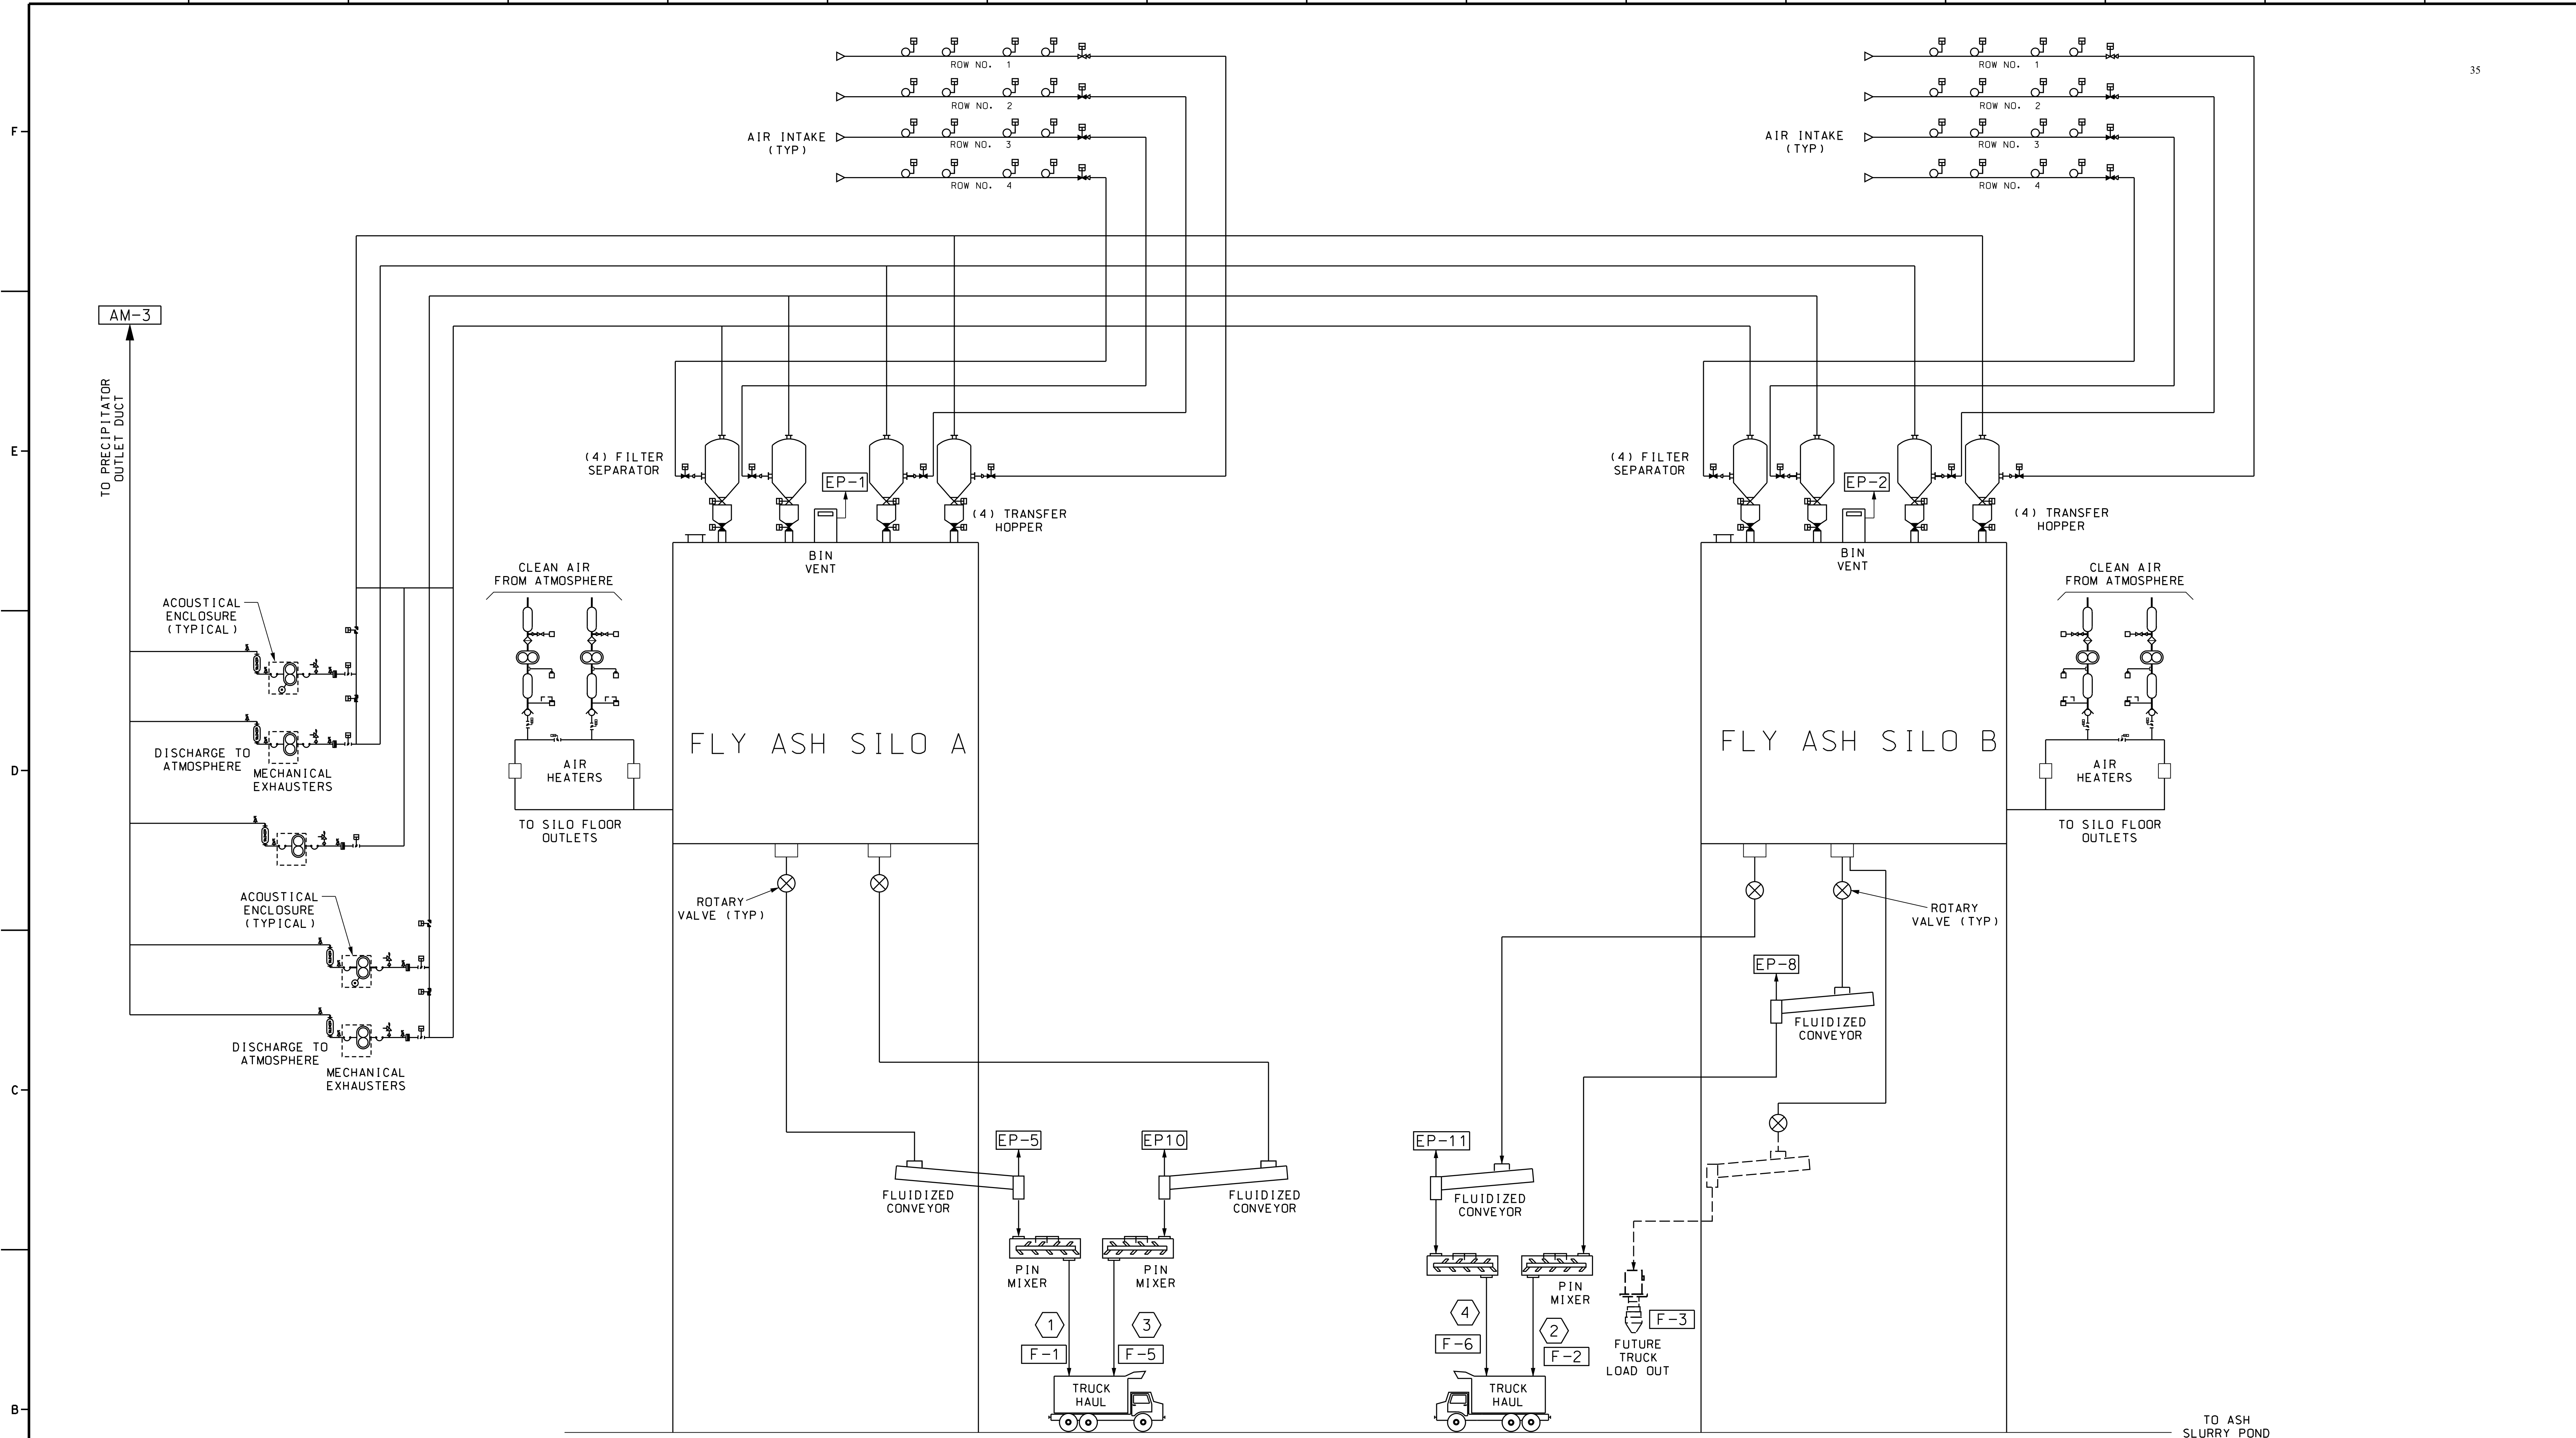 ROW NO. 1
ROW NO. 2
ROW NO. 3
ROW NO. 4
AIR INTAKE
(TYP)
ROW NO. 1
ROW NO. 2
ROW NO. 3
ROW NO. 4
AIR INTAKE
(TYP)
35
F
E
D
C
B
AM-3
TO PRECIPITATOR
OUTLET DUCT
(4) FILTER
SEPARATOR
EP-1
(4) TRANSFER
HOPPER
BIN
VENT
(4) FILTER
SEPARATOR
EP-2
(4) TRANSFER
HOPPER
BIN
VENT
CLEAN AIR
FROM ATMOSPHERE
CLEAN AIR
FROM ATMOSPHERE
ACOUSTICAL
ENCLOSURE
(TYPICAL)
DISCHARGE TO
ATMOSPHERE
MECHANICAL
EXHAUSTERS
AIR
HEATERS
TO SILO FLOOR
OUTLETS
FLY ASH SILO A
FLY ASH SILO B
AIR
HEATERS
TO SILO FLOOR
OUTLETS
ACOUSTICAL
ENCLOSURE
(TYPICAL)
DISCHARGE TO
ATMOSPHERE
MECHANICAL
EXHAUSTERS
ROTARY
VALVE (TYP)
ROTARY
VALVE (TYP)
EP-8
FLUIDIZED
CONVEYOR
EP-5
EP10
EP-11
FLUIDIZED
CONVEYOR
FLUIDIZED
CONVEYOR
FLUIDIZED
CONVEYOR
PIN
MIXER
PIN
MIXER
PIN
MIXER
1
F-1
3
F-5
4
F-6
2
F-2
F-3
FUTURE
TRUCK
LOAD OUT
TRUCK
HAUL
TRUCK
HAUL
TO ASH
SLURRY POND